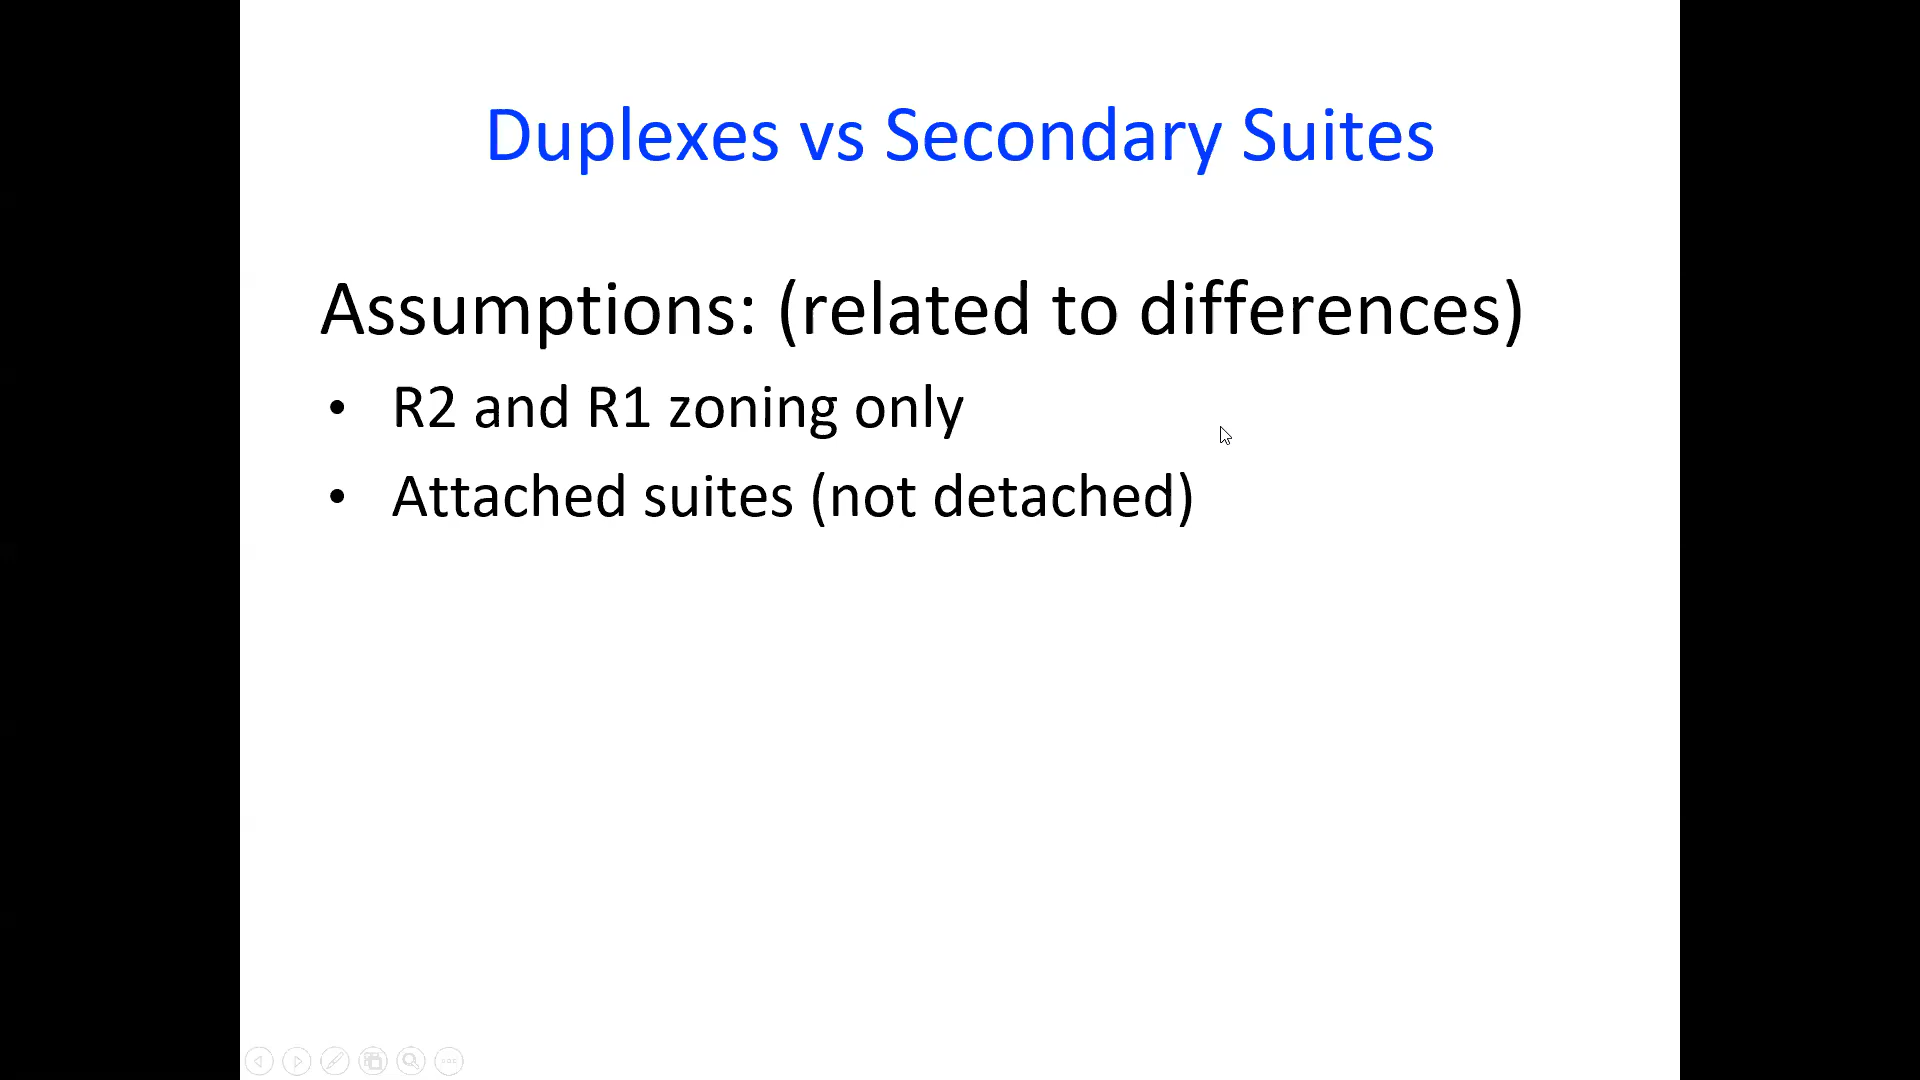 Duplexes vs Secondary Suites
Assumptions: (related to differences)
• R2 and R1 zoning only
• Attached suites (not detached)